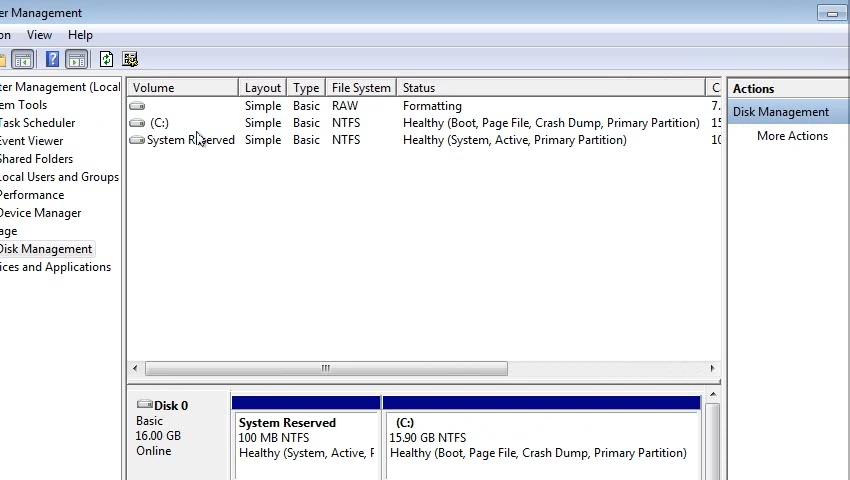 ter Management
on View Help
ter Management (Local
em Tools
Task Scheduler
Event Viewer
Shared Folders
Local Users and Groups
Performance
Device Manager
age
Disk Management
ices and Applications
Volume Layout Type File System Status C
Simple Basic RAW Formatting 7.
(C:) Simple Basic NTFS Healthy (Boot, Page File, Crash Dump, Primary Partition) 15
System Reserved Simple Basic NTFS Healthy (System, Active, Primary Partition) 10
Actions
Disk Management
More Actions
Disk 0
Basic
16.00 GB
Online
System Reserved
100 MB NTFS
Healthy (System, Active, P
(C:)
15.90 GB NTFS
Healthy (Boot, Page File, Crash Dump, Primary Partition)